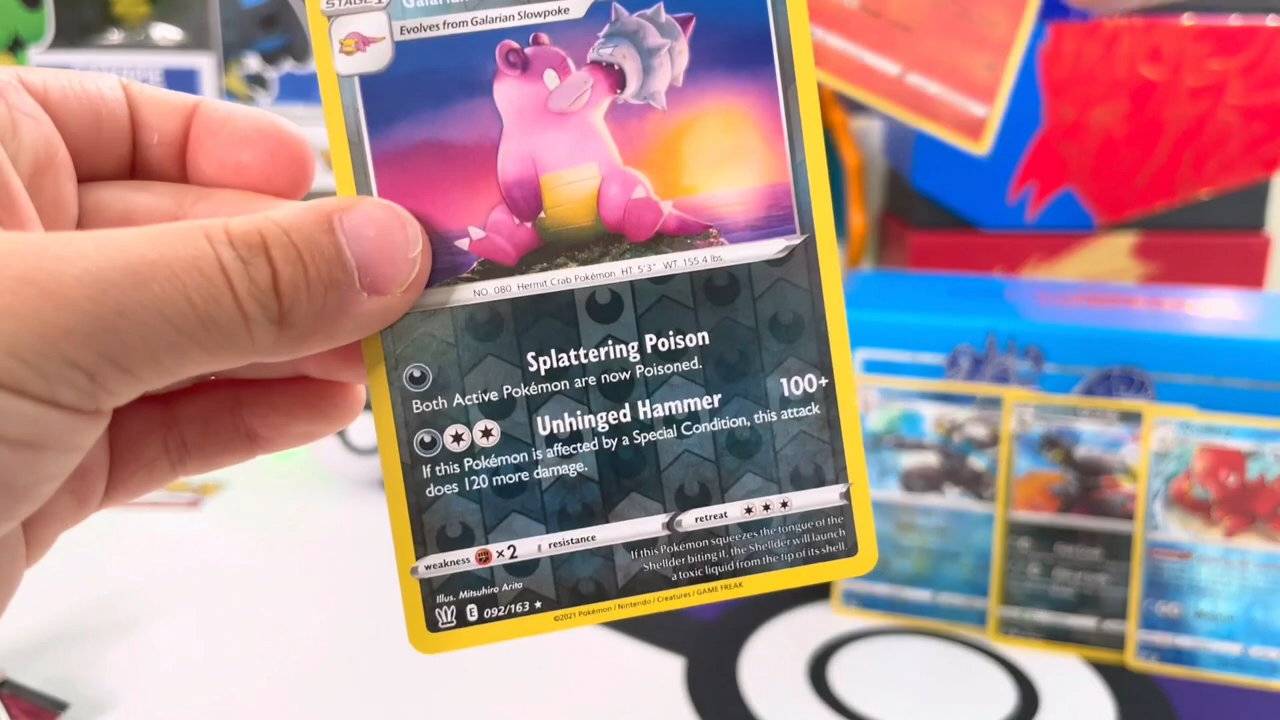 STAGE 1
Galarian
Evolves from Galarian Slowpoke
NO. 080 Hermit Crab Pokémon HT: 5'3" WT: 155.4 lbs.
Splattering Poison
Both Active Pokémon are now Poisoned.
Unhinged Hammer 100+
If this Pokémon is affected by a Special Condition, this attack
does 120 more damage.
weakness ×2 resistance retreat
If this Pokémon squeezes the tongue of the
Shellder biting it, the Shellder will launch
a toxic liquid from the tip of its shell.
Illus. Mitsuhiro Arita
E 092/163 ★
©2021 Pokémon / Nintendo / Creatures / GAME FREAK